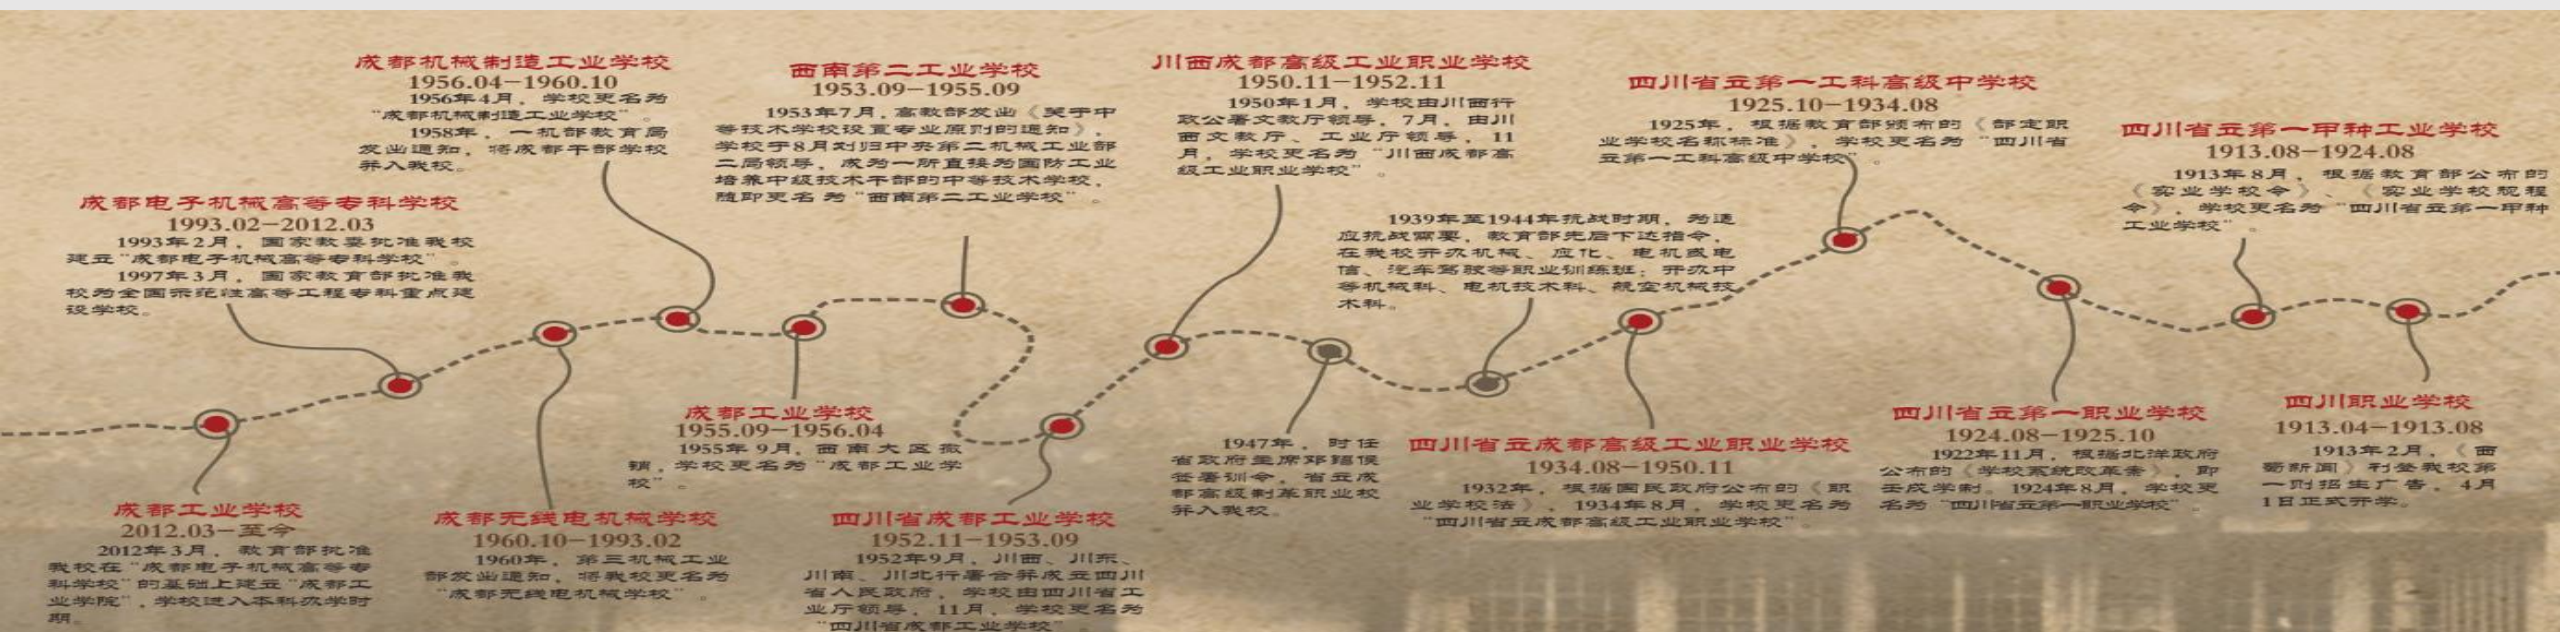 成都机械制造工业学校
1956.04-1960.10
1956年4月，学校更名为
“成都机械制造工业学校”。
1958年，一机部教育局
发出通知，将成都干部学校
并入我校。
西南第二工业学校
1953.09-1955.09
1953年7月，高教部发出《关于中
等技术学校设置专业原则的通知》，
学校于8月划归中央第二机械工业部
二局领导，成为一所直接为国防工业
培养中级技术干部的中等技术学校，
随即更名为“西南第二工业学校”。
川西成都高级工业职业学校
1950.11-1952.11
1950年1月，学校由川西行
政公署文教厅领导，7月，由川
西文教厅、工业厅领导，11
月，学校更名为“川西成都高
级工业职业学校”。
四川省立第一工科高级中学校
1925.10-1934.08
1925年，根据教育部颁布的《部定职
业学校名称标准》，学校更名为“四川省
立第一工科高级中学校”。
四川省立第一甲种工业学校
1913.08-1924.08
1913年8月，根据教育部公布的
《实业学校令》、《实业学校规程
令》，学校更名为“四川省立第一甲种
工业学校”。
成都电子机械高等专科学校
1993.02-2012.03
1993年2月，国家教委批准我校
建立“成都电子机械高等专科学校”。
1997年3月，国家教育部批准我
校为全国示范性高等工程专科重点建
设学校。
1939年至1944年抗战时期，为适
应抗战需要，教育部先后下达指令，
在我校开办机械、应化、电机或电
信、汽车驾驶等职业训练班；开办中
等机械科、电机技术科、航空机械技
术科。
成都工业学校
1955.09-1956.04
1955年9月，西南大区撤
销，学校更名为“成都工业学
校”。
1947年，时任
省政府主席邓锡侯
签署训令，省立成
都高级制革职业校
并入我校。
四川省立成都高级工业职业学校
1934.08-1950.11
1932年，根据国民政府公布的《职
业学校法》，1934年8月，学校更名为
“四川省立成都高级工业职业学校”。
四川省立第一职业学校
1924.08-1925.10
1922年11月，根据北洋政府
公布的《学校系统改革案》，即
壬戌学制。1924年8月，学校更
名为“四川省立第一职业学校”。
四川职业学校
1913.04-1913.08
1913年2月，《西
蜀新闻》刊登我校第
一则招生广告，4月
1日正式开学。
成都工业学校
2012.03-至今
2012年3月，教育部批准
我校在“成都电子机械高等专
科学校”的基础上建立“成都工
业学院”，学校进入本科办学时
期。
成都无线电机械学校
1960.10-1993.02
1960年，第三机械工业
部发出通知，将我校更名为
“成都无线电机械学校”。
四川省成都工业学校
1952.11-1953.09
1952年9月，川西、川东、
川南、川北行署合并成立四川
省人民政府，学校由四川省工
业厅领导，11月，学校更名为
“四川省成都工业学校”。